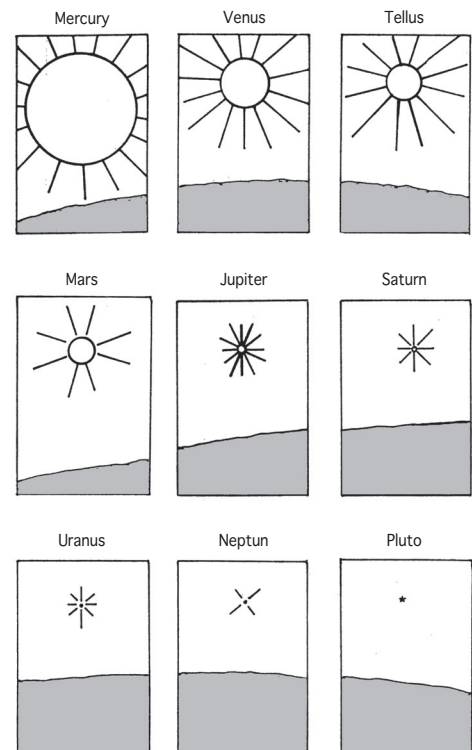 Mercury
Venus
Tellus
Mars
Jupiter
Saturn
Uranus
Neptun
Pluto